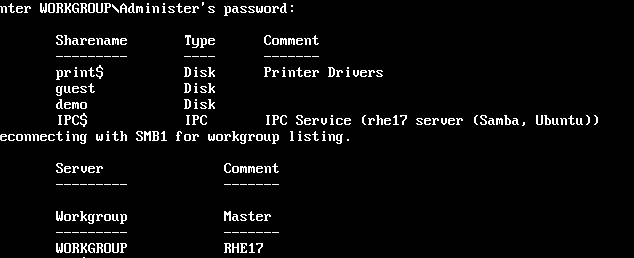 nter WORKGROUP\Administer's password:
Sharename Type Comment
--------- ---- -------
print$ Disk Printer Drivers
guest Disk
demo Disk
IPC$ IPC IPC Service (rhe17 server (Samba, Ubuntu))
econnecting with SMB1 for workgroup listing.
Server Comment
--------- -------
Workgroup Master
--------- -------
WORKGROUP RHE17